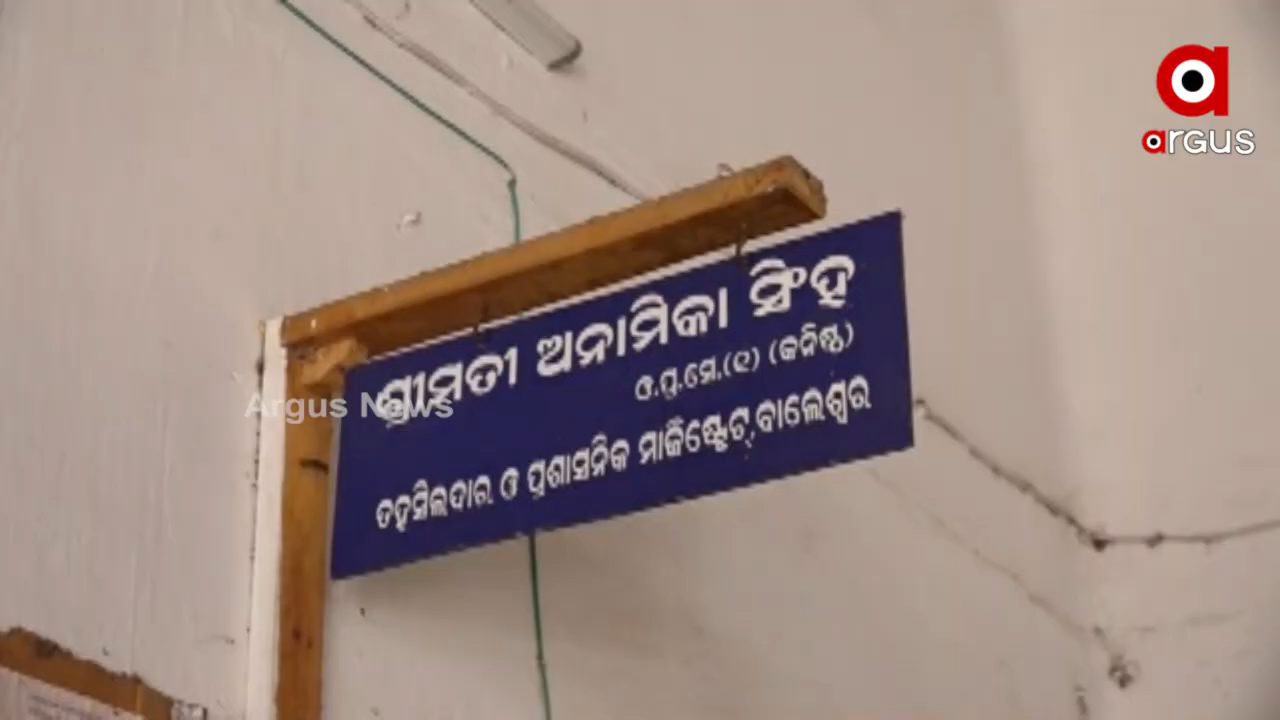 argus
ଶ୍ରୀମତୀ ଅନାମିକା ସିଂହ
ଓ.ପ୍ର.ସେ.(୧) (କନିଷ୍ଠ)
Argus News
ତହସିଲଦାର ଓ ପ୍ରଶାସନିକ ମାଜିଷ୍ଟ୍ରେଟ୍,ବାଲେଶ୍ୱର